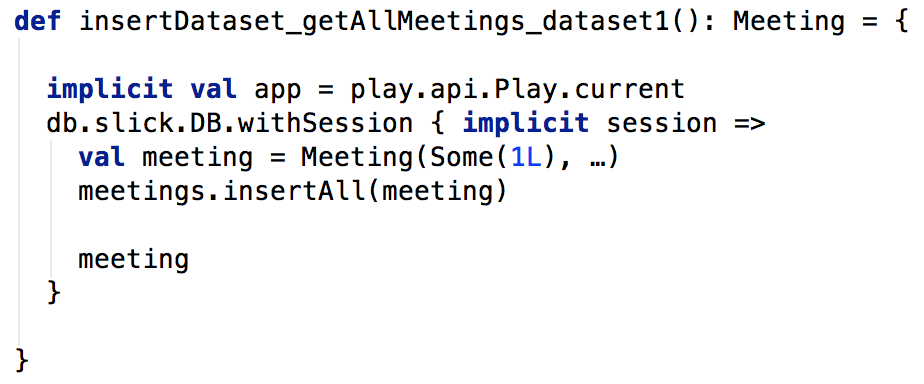 def insertDataset_getAllMeetings_dataset1(): Meeting = {
implicit val app = play.api.Play.current
db.slick.DB.withSession { implicit session =>
val meeting = Meeting(Some(1L), …)
meetings.insertAll(meeting)
meeting
}
}